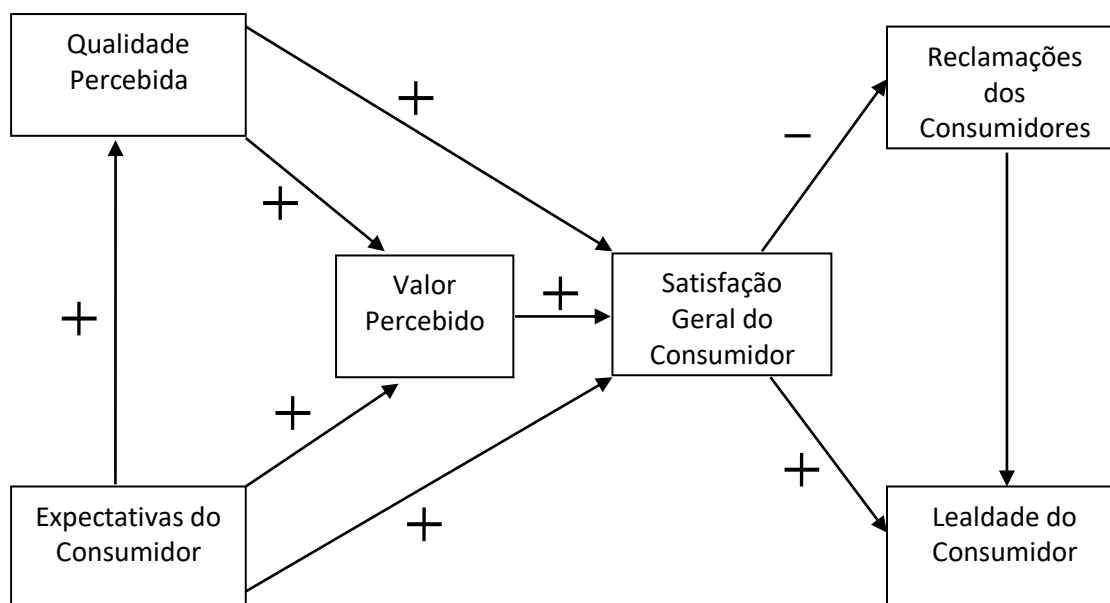 Qualidade
Percebida
Reclamações
dos
Consumidores
+
−
+
Valor
Percebido
+
Satisfação
Geral do
Consumidor
+
+
+
+
Expectativas do
Consumidor
Lealdade do
Consumidor